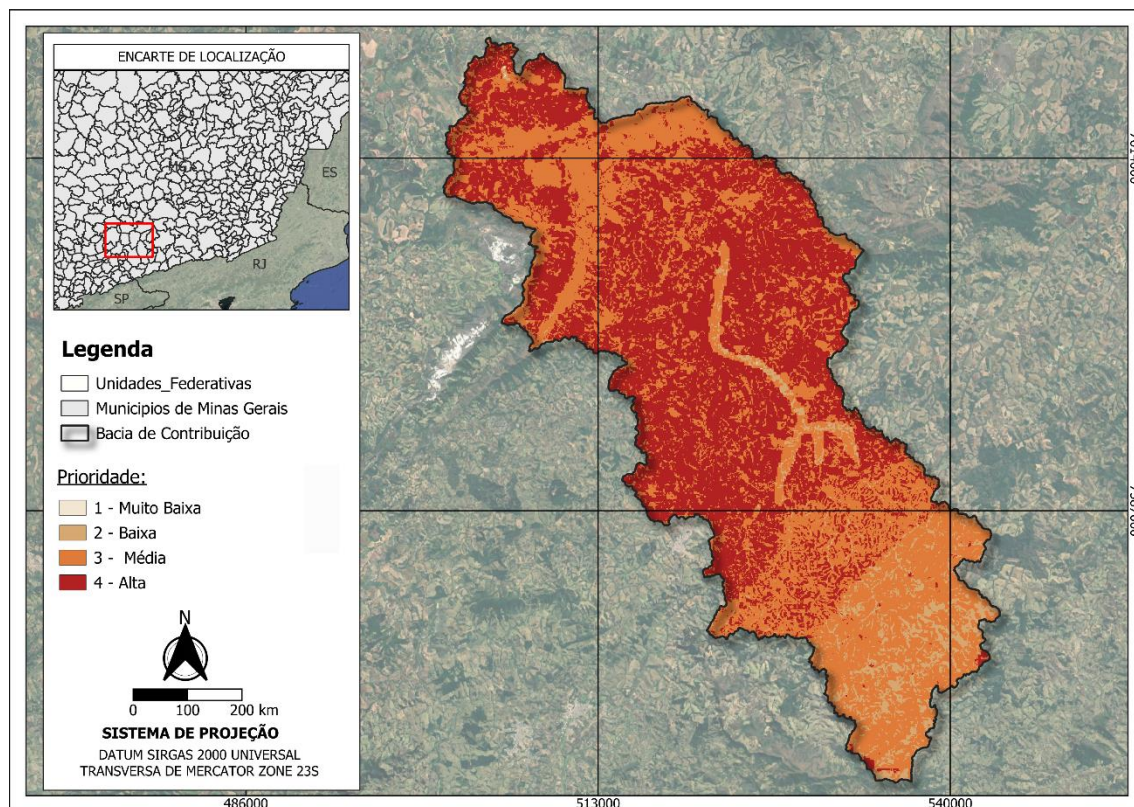 ENCARTE DE LOCALIZAÇÃO
ES
RJ
SP
Legenda
Unidades_Federativas
Municipios de Minas Gerais
Bacia de Contribuição
Prioridade:
1 - Muito Baixa
2 - Baixa
3 - Média
4 - Alta
N
0 100 200 km
SISTEMA DE PROJEÇÃO
DATUM SIRGAS 2000 UNIVERSAL
TRANSVERSA DE MERCATOR ZONE 23S
486000 513000 540000